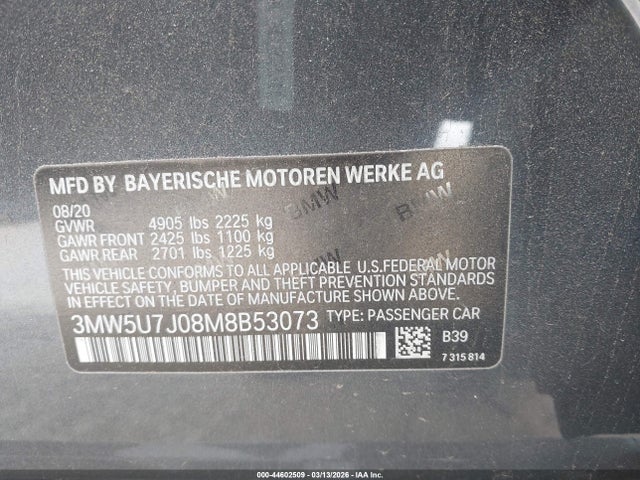 BMW
MFD BY BAYERISCHE MOTOREN WERKE AG
08/20
GVWR 4905 lbs 2225 kg
GAWR FRONT 2425 lbs 1100 kg
GAWR REAR 2701 lbs 1225 kg
THIS VEHICLE CONFORMS TO ALL APPLICABLE U.S.FEDERAL MOTOR
VEHICLE SAFETY, BUMPER AND THEFT PREVENTION STANDARDS
IN EFFECT ON THE DATE OF MANUFACTURE SHOWN ABOVE.
3MW5U7J08M8B53073 TYPE: PASSENGER CAR
B39
7 315 814
BMW
BMW
000-44602509 - 03/13/2026 - IAA Inc.